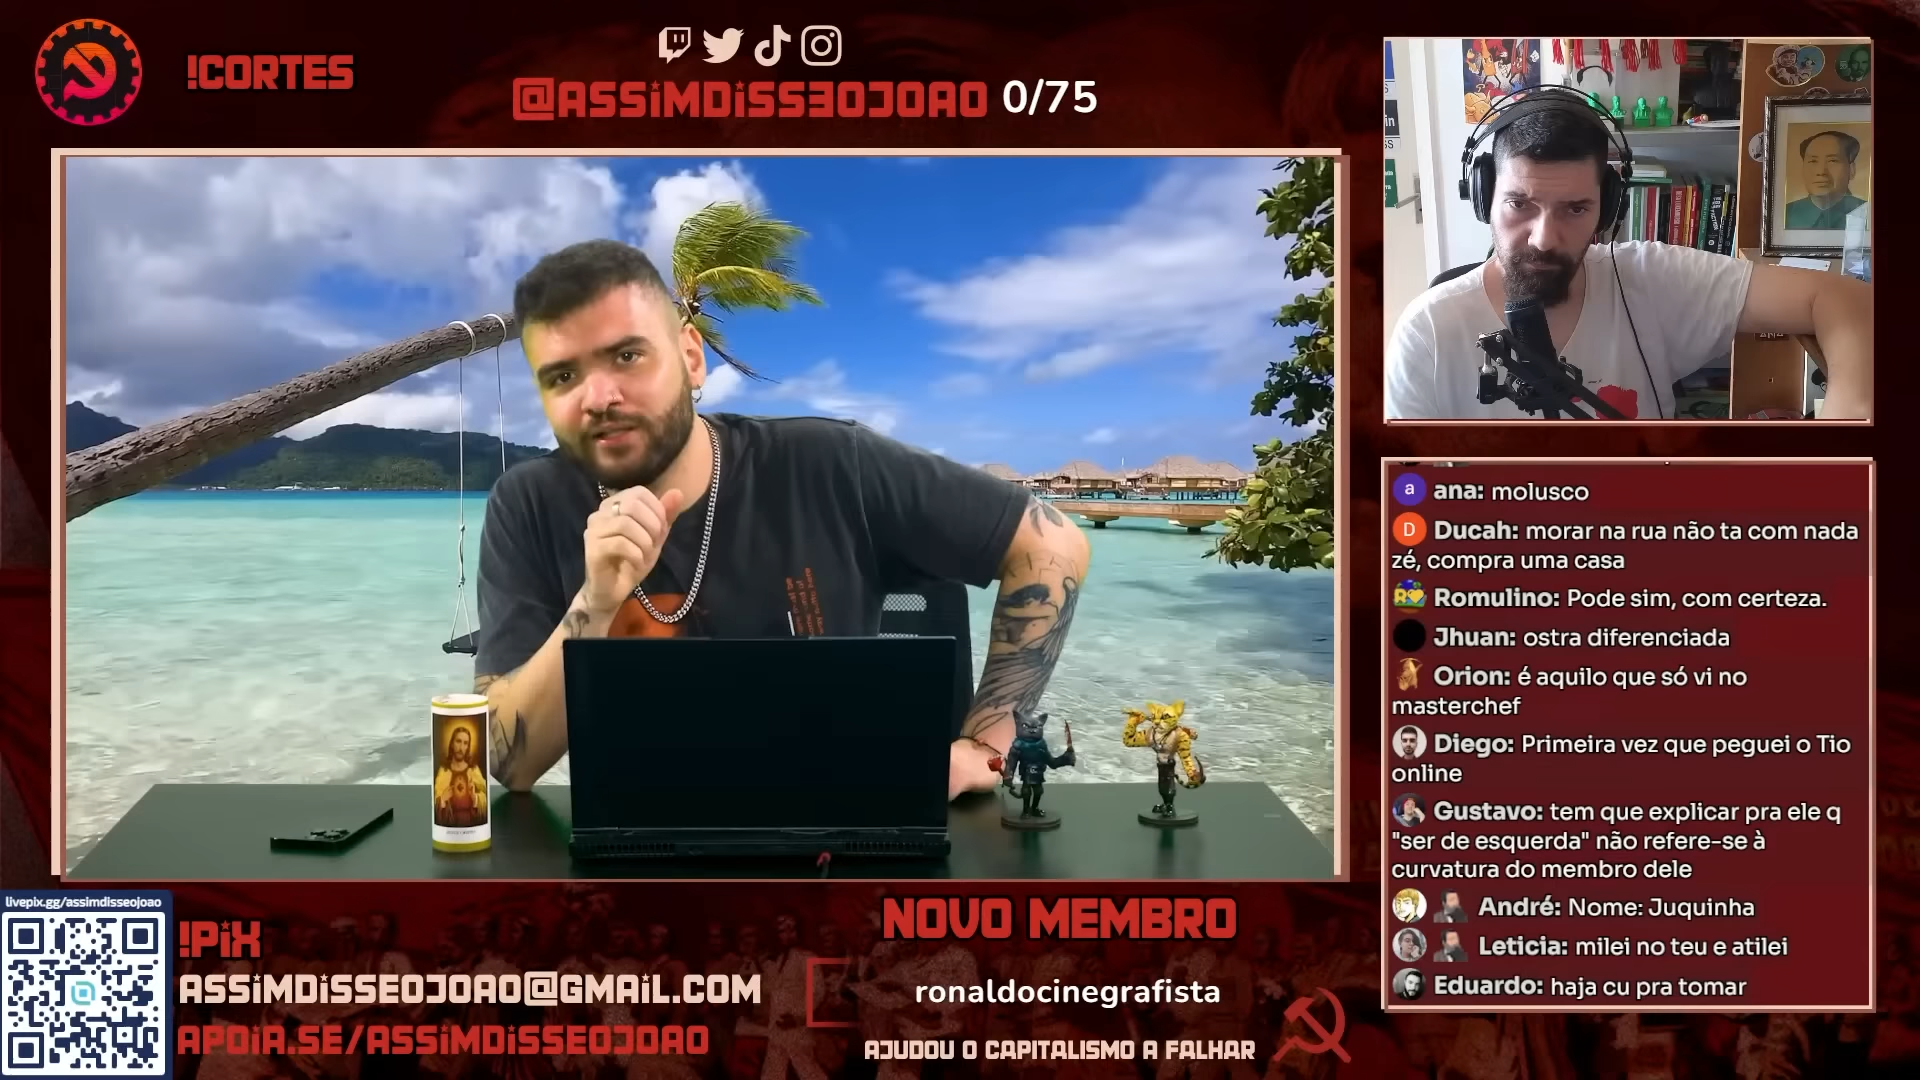 !CORTES
@ASSIMDISSEOJOAO 0/75
ana: molusco
Ducah: morar na rua não ta com nada
zé, compra uma casa
Romulino: Pode sim, com certeza.
Jhuan: ostra diferenciada
Orion: é aquilo que só vi no
masterchef
Diego: Primeira vez que peguei o Tio
online
Gustavo: tem que explicar pra ele q
"ser de esquerda" não refere-se à
curvatura do membro dele
André: Nome: Juquinha
Leticia: milei no teu e atilei
Eduardo: haja cu pra tomar
livepix.gg/assimdisseojoao
!PIX
ASSIMDISSEOJOAO@GMAIL.COM
APOIA.SE/ASSIMDISSEOJOAO
NOVO MEMBRO
ronaldocinegrafista
AJUDOU O CAPITALISMO A FALHAR